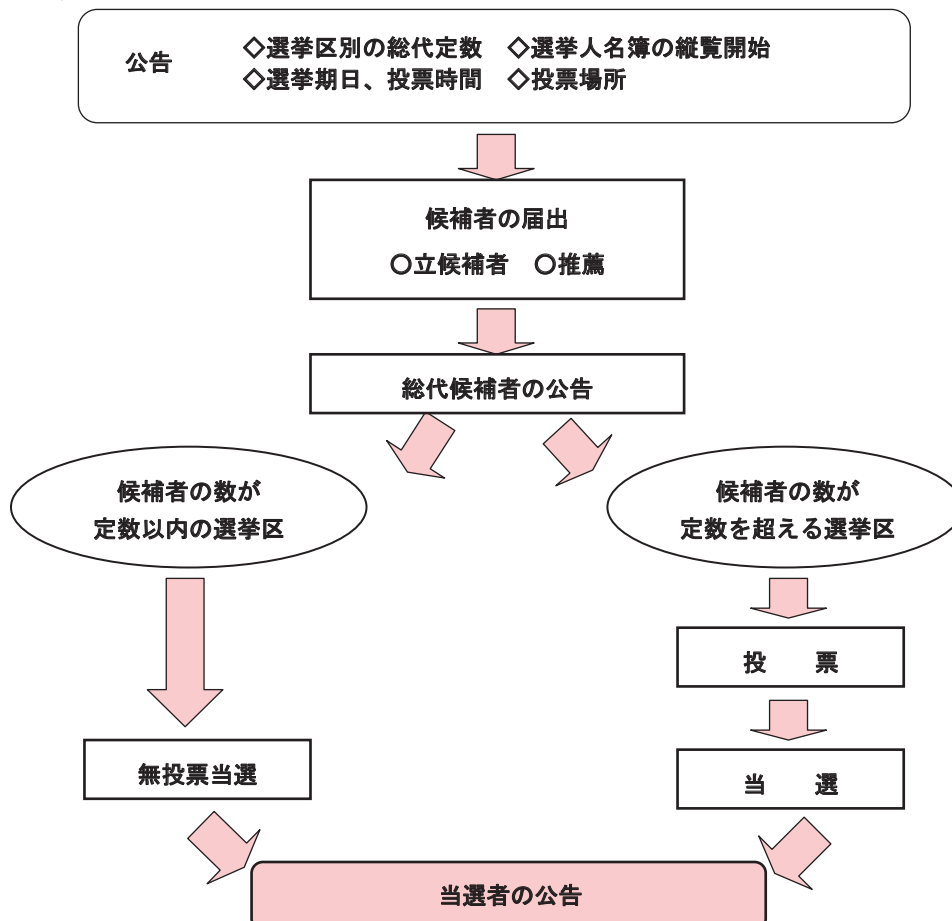 公告
◇選挙区別の総代定数 ◇選挙人名簿の縦覧開始
◇選挙期日、投票時間 ◇投票場所
候補者の届出
○立候補者 ○推薦
総代候補者の公告
候補者の数が
定数以内の選挙区
候補者の数が
定数を超える選挙区
投 票
無投票当選
当 選
当選者の公告